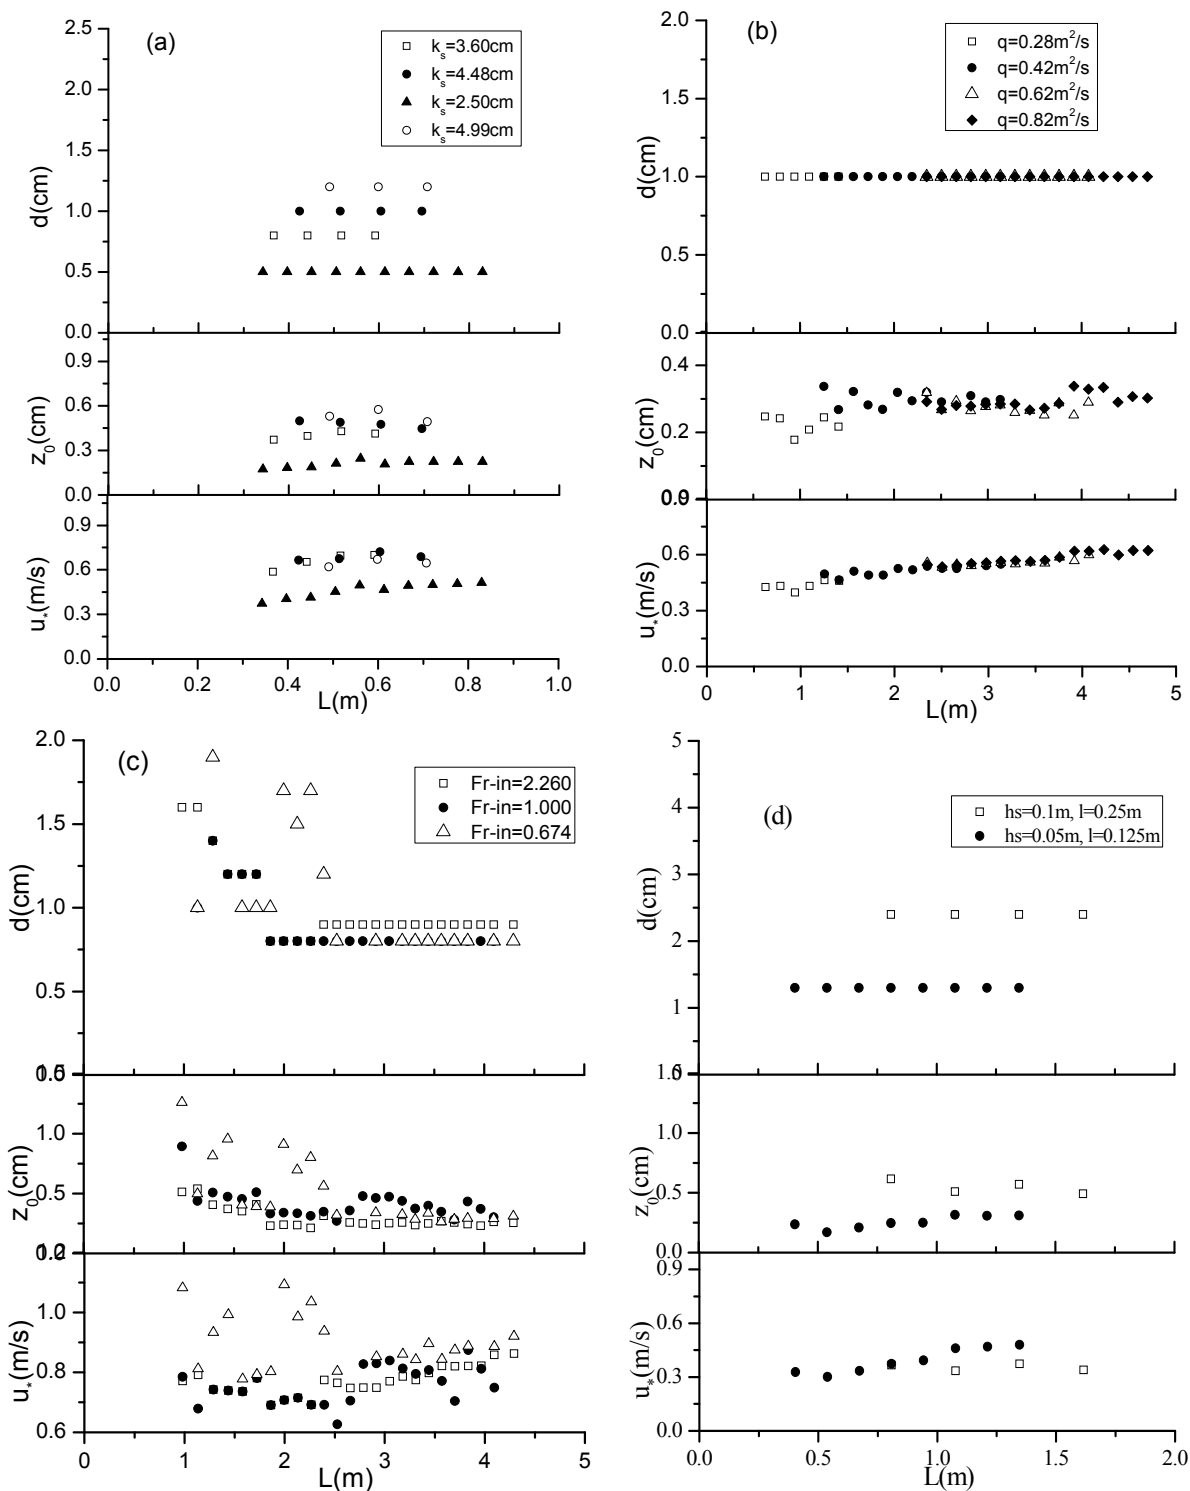 (a)
k_s=3.60cm
k_s=4.48cm
k_s=2.50cm
k_s=4.99cm
2.5
2.0
1.5
1.0
0.5
0.0
d(cm)
0.9
0.6
0.3
0.0
z_0(cm)
0.9
0.6
0.3
0.0
u_*(m/s)
0.0 0.2 0.4 0.6 0.8 1.0
L(m)
(b)
q=0.28m²/s
q=0.42m²/s
q=0.62m²/s
q=0.82m²/s
2.0
1.5
1.0
0.5
0.0
d(cm)
0.4
0.2
0.0
z_0(cm)
0.9
0.6
0.3
0.0
u_*(m/s)
0 1 2 3 4 5
L(m)
(c)
Fr-in=2.260
Fr-in=1.000
Fr-in=0.674
2.0
1.5
1.0
0.5
0.0
d(cm)
1.5
1.0
0.5
0.0
z_0(cm)
1.2
1.0
0.8
0.6
u_*(m/s)
0 1 2 3 4 5
L(m)
(d)
hs=0.1m, l=0.25m
hs=0.05m, l=0.125m
5
4
3
2
1
0
d(cm)
1.5
1.0
0.5
0.0
z_0(cm)
0.9
0.6
0.3
0.0
u_*(m/s)
0.0 0.5 1.0 1.5 2.0
L(m)